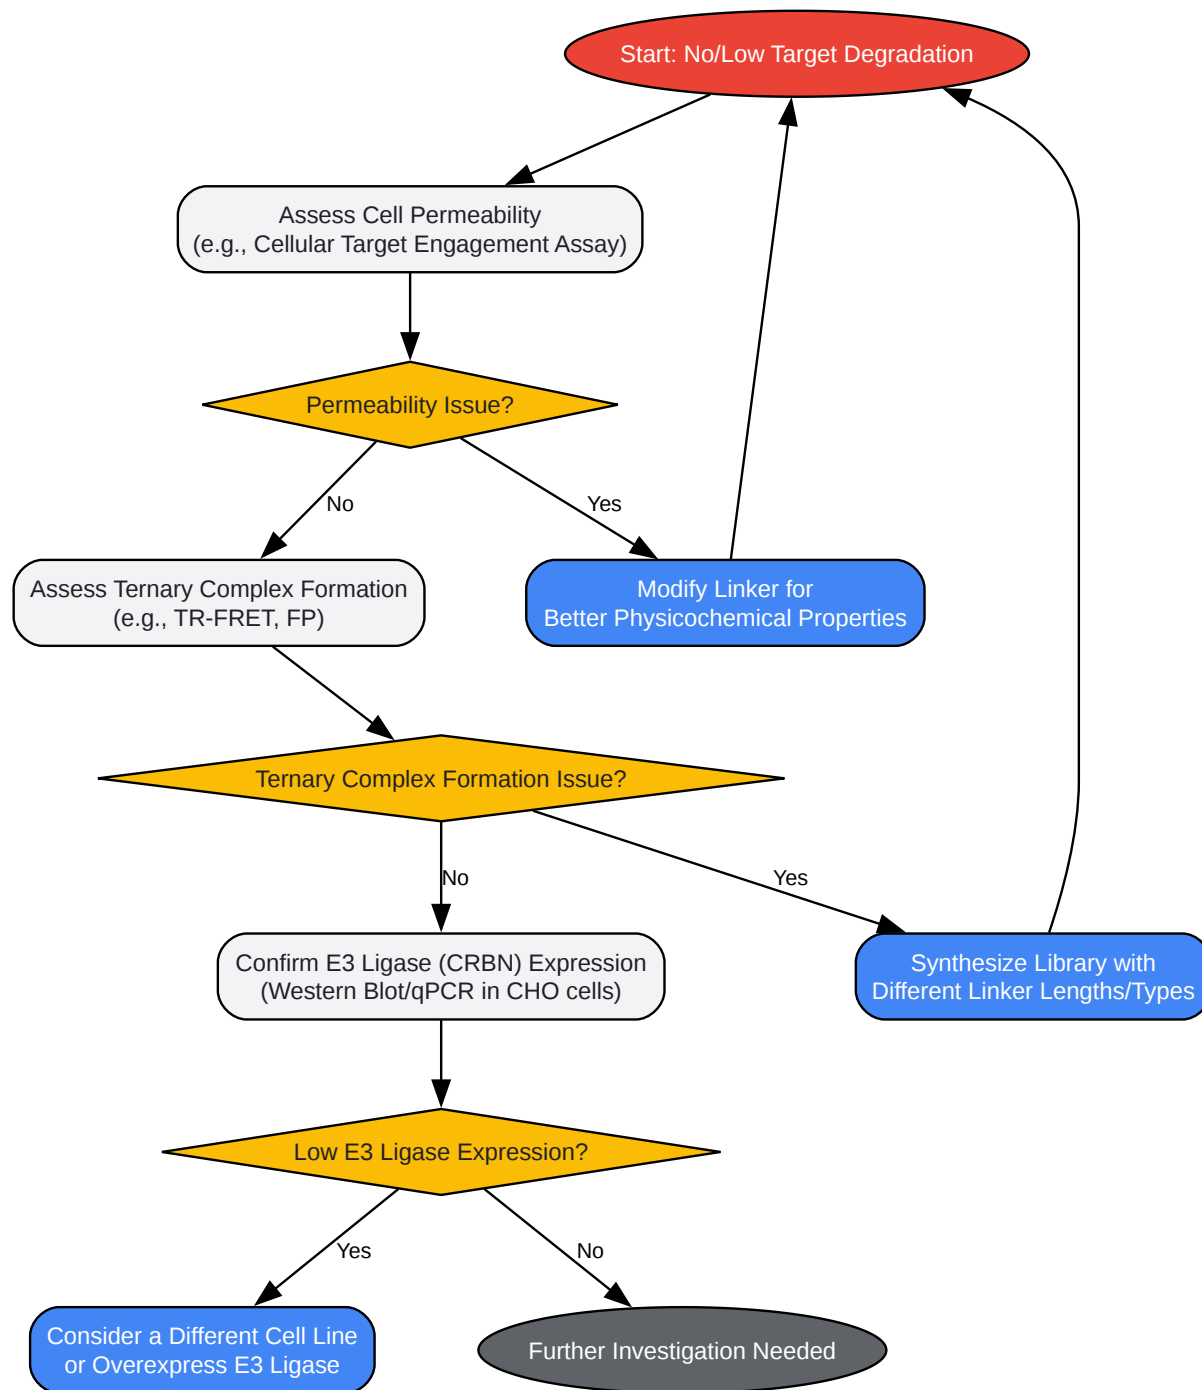 Start: No/Low Target Degradation
Assess Cell Permeability
(e.g., Cellular Target Engagement Assay)
Permeability Issue?
No
Yes
Assess Ternary Complex Formation
(e.g., TR-FRET, FP)
Modify Linker for
Better Physicochemical Properties
Ternary Complex Formation Issue?
No
Yes
Confirm E3 Ligase (CRBN) Expression
(Western Blot/qPCR in CHO cells)
Synthesize Library with
Different Linker Lengths/Types
Low E3 Ligase Expression?
Yes
No
Consider a Different Cell Line
or Overexpress E3 Ligase
Further Investigation Needed